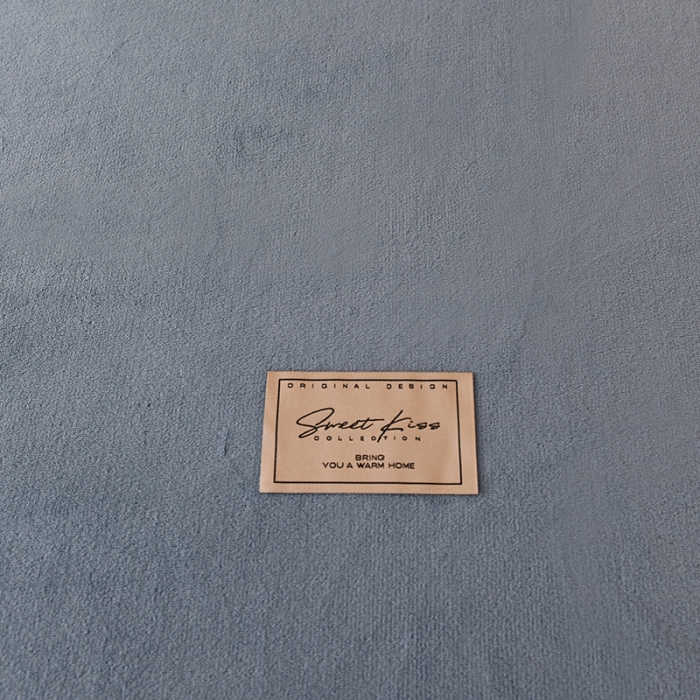 ORIGINAL DESIGN
Sweet Kiss
COLLECTION
BRING
YOU A WARM HOME